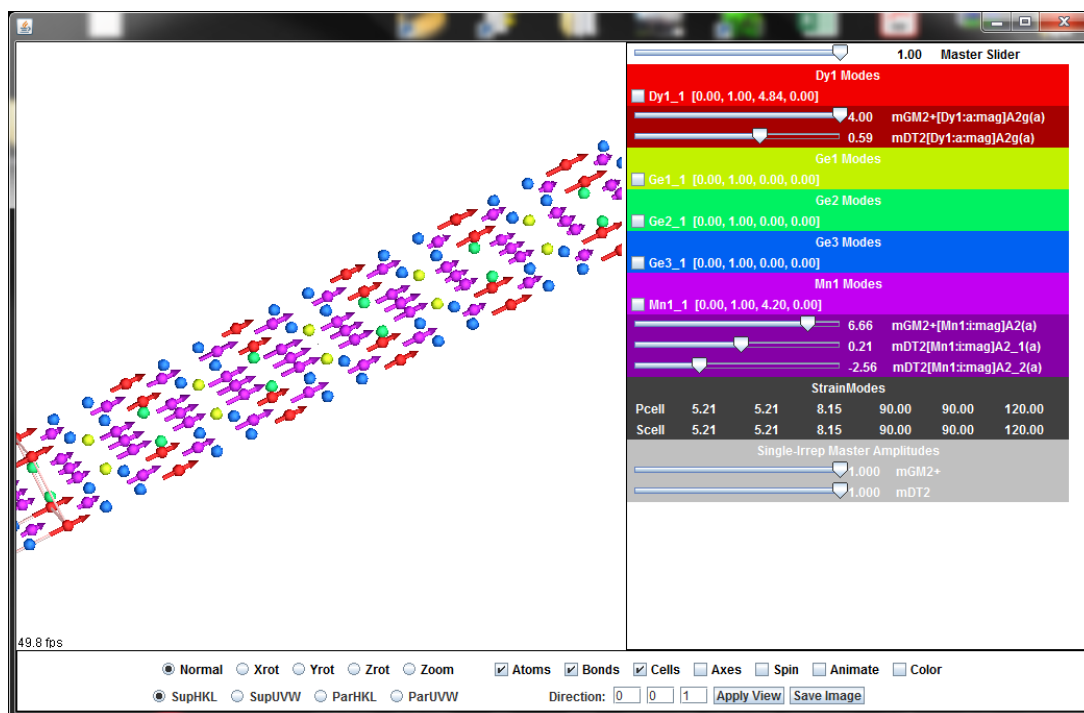 1.00 Master Slider
Dy1 Modes
Dy1_1 [0.00, 1.00, 4.84, 0.00]
4.00 mGM2+[Dy1:a:mag]A2g(a)
0.59 mDT2[Dy1:a:mag]A2g(a)
Ge1 Modes
Ge1_1 [0.00, 1.00, 0.00, 0.00]
Ge2 Modes
Ge2_1 [0.00, 1.00, 0.00, 0.00]
Ge3 Modes
Ge3_1 [0.00, 1.00, 0.00, 0.00]
Mn1 Modes
Mn1_1 [0.00, 1.00, 4.20, 0.00]
6.66 mGM2+[Mn1:i:mag]A2(a)
0.21 mDT2[Mn1:i:mag]A2_1(a)
-2.56 mDT2[Mn1:i:mag]A2_2(a)
StrainModes
Pcell 5.21 5.21 8.15 90.00 90.00 120.00
Scell 5.21 5.21 8.15 90.00 90.00 120.00
Single-Irrep Master Amplitudes
1.000 mGM2+
1.000 mDT2
49.8 fps
Normal Xrot Yrot Zrot Zoom Atoms Bonds Cells Axes Spin Animate Color
SupHKL SupUVW ParHKL ParUVW Direction: 0 0 1 Apply View Save Image